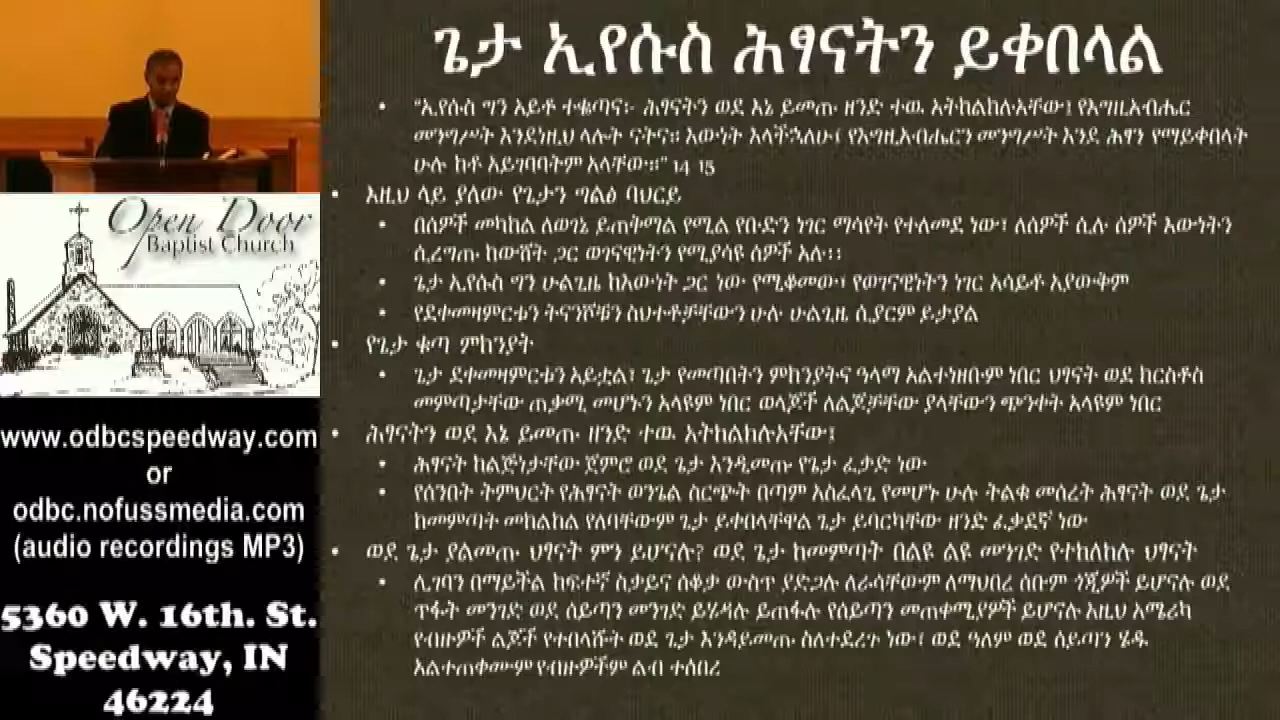 Open Door
Baptist Church
www.odbcspeedway.com
or
odbc.nofussmedia.com
(audio recordings MP3)
5360 W. 16th. St.
Speedway, IN
46224
ጌታ ኢየሱስ ሕፃናትን ይቀበላል
• "ኢየሱስ ግን አይቶ ተቈጣና፦ ሕፃናትን ወደ እኔ ይመጡ ዘንድ ተዉ አትከልክሉአቸው፤ የእግዚአብሔር
መንግሥት እንደነዚህ ላሉት ናትና። እውነት እላችኋለሁ፤ የእግዚአብሔርን መንግሥት እንደ ሕፃን የማይቀበላት
ሁሉ ከቶ አይገባባትም አላቸው።" 14 15
• እዚህ ላይ ያለው የጌታን ግልፅ ባህርይ
• በሰዎች መካከል ለወገኔ ይጠቅማል የሚል የቡድን ነገር ማሳየት የተለመደ ነው፣ ለሰዎች ሲሉ ሰዎች እውነትን
ሲረግጡ ከውሸት ጋር ወገናዊነትን የሚያሳዩ ሰዎች አሉ፡፡
• ጌታ ኢየሱስ ግን ሁልጊዜ ከእውነት ጋር ነው የሚቆመው፣ የወገናዊነትን ነገር አሳይቶ አያውቅም
• የደቀመዛምርቱን ትናንሾቹን ስህተቶቻቸውን ሁሉ ሁልጊዜ ሲያርም ይታያል
• የጌታ ቁጣ ምክንያት
• ጌታ ደቀመዛምርቱን አይቷል፣ ጌታ የመጣበትን ምክንያትና ዓላማ አልተገነዘቡም ነበር ህፃናት ወደ ክርስቶስ
መምጣታቸው ጠቃሚ መሆኑን አላዩም ነበር ወላጆች ለልጆቻቸው ያላቸውን ጭንቀት አላዩም ነበር
• ሕፃናትን ወደ እኔ ይመጡ ዘንድ ተዉ አትከልክሉአቸው፤
• ሕፃናት ከልጅነታቸው ጀምሮ ወደ ጌታ እንዲመጡ የጌታ ፈቃድ ነው
• የሰንበት ትምህርት የሕፃናት ወንጌል ስርጭት በጣም አስፈላጊ የመሆኑ ሁሉ ትልቁ መሰረት ሕፃናት ወደ ጌታ
ከመምጣት መከልከል የለባቸውም ጌታ ይቀበላቸዋል ጌታ ይባርካቸው ዘንድ ፈቃደኛ ነው
• ወደ ጌታ ያልመጡ ህፃናት ምን ይሆናሉ? ወደ ጌታ ከመምጣት በልዩ ልዩ መንገድ የተከለከሉ ህፃናት
• ሊገባን በማይችል ከፍተኛ ስቃይና ሰቆቃ ውስጥ ያድጋሉ ለራሳቸውም ለማህበረ ሰቡም ጎጂዎች ይሆናሉ ወደ
ጥፋት መንገድ ወደ ሰይጣን መንገድ ይሄዳሉ ይጠፋሉ የሰይጣን መጠቀሚያዎች ይሆናሉ እዚህ አሜሪካ
የብዙዎች ልጆች የተበላሹት ወደ ጌታ እንዳይመጡ ስለተደረጉ ነው፣ ወደ ዓለም ወደ ሰይጣን ሄዱ
አልተጠቀሙም የብዙዎችም ልብ ተሰበረ